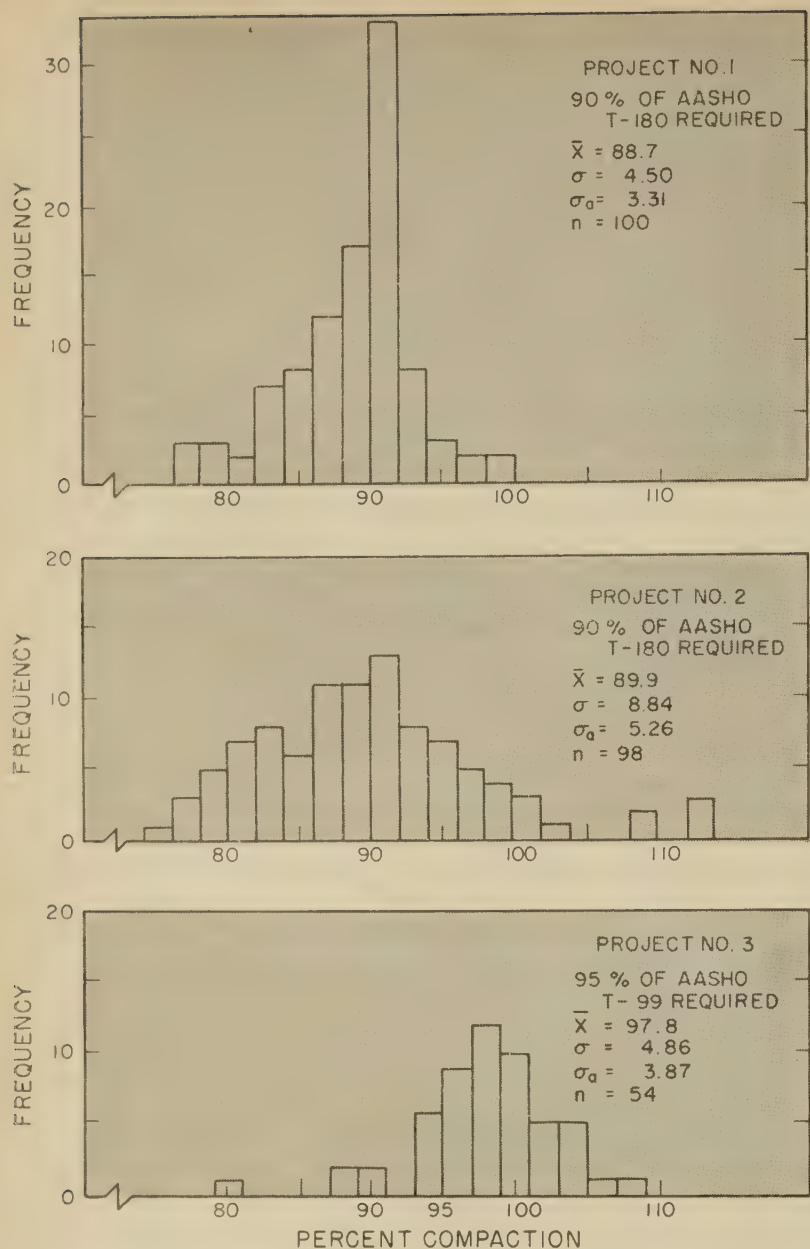 FREQUENCY
30
20
10
0
80
90
100
110
PROJECT NO. 1
90 % OF AASHO
T-180 REQUIRED
X̄ = 88.7
σ = 4.50
σa = 3.31
n = 100
FREQUENCY
20
10
0
80
90
100
110
PROJECT NO. 2
90 % OF AASHO
T-180 REQUIRED
X̄ = 89.9
σ = 8.84
σa = 5.26
n = 98
FREQUENCY
20
10
0
80
90
95
100
110
PROJECT NO. 3
95 % OF AASHO
T-99 REQUIRED
X̄ = 97.8
σ = 4.86
σa = 3.87
n = 54
PERCENT COMPACTION